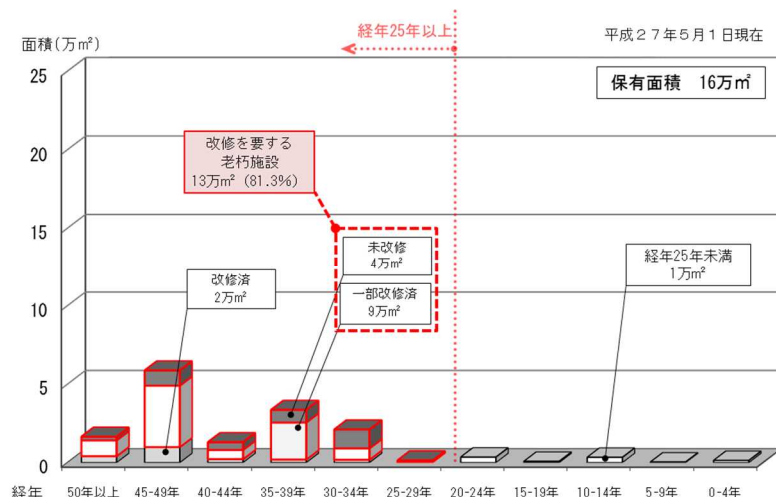 経年25年以上
平成27年5月1日現在
面積(万㎡)
保有面積 16万㎡
25
20
15
10
5
0
改修を要する
老朽施設
13万㎡(81.3%)
未改修
4万㎡
一部改修済
9万㎡
改修済
2万㎡
経年25年未満
1万㎡
経年 50年以上 45-49年 40-44年 35-39年 30-34年 25-29年 20-24年 15-19年 10-14年 5-9年 0-4年